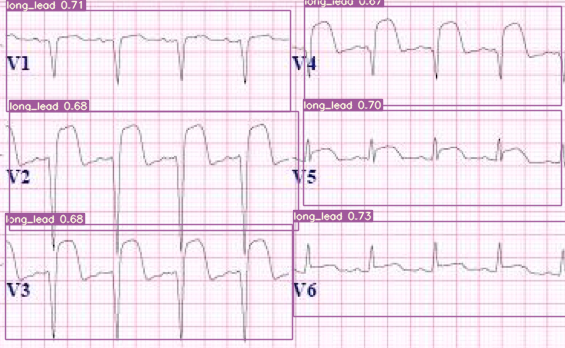 long_lead 0.71
V1
long_lead 0.68
V2
long_lead 0.68
V3
long_lead 0.67
V4
long_lead 0.70
V5
long_lead 0.73
V6